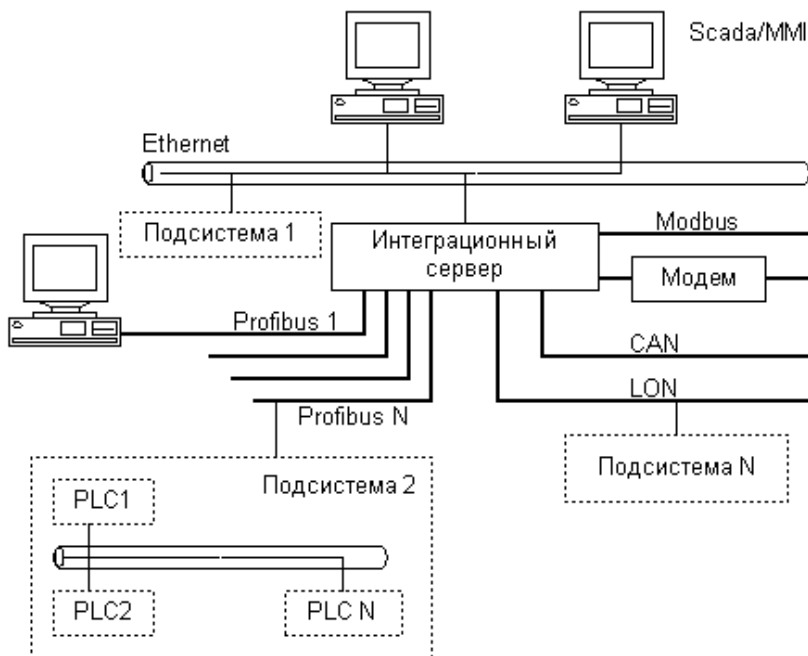 Scada/MMI
Ethernet
Подсистема 1
Интеграционный
сервер
Modbus
Модем
Profibus 1
CAN
LON
Profibus N
Подсистема N
Подсистема 2
PLC1
PLC2
PLC N